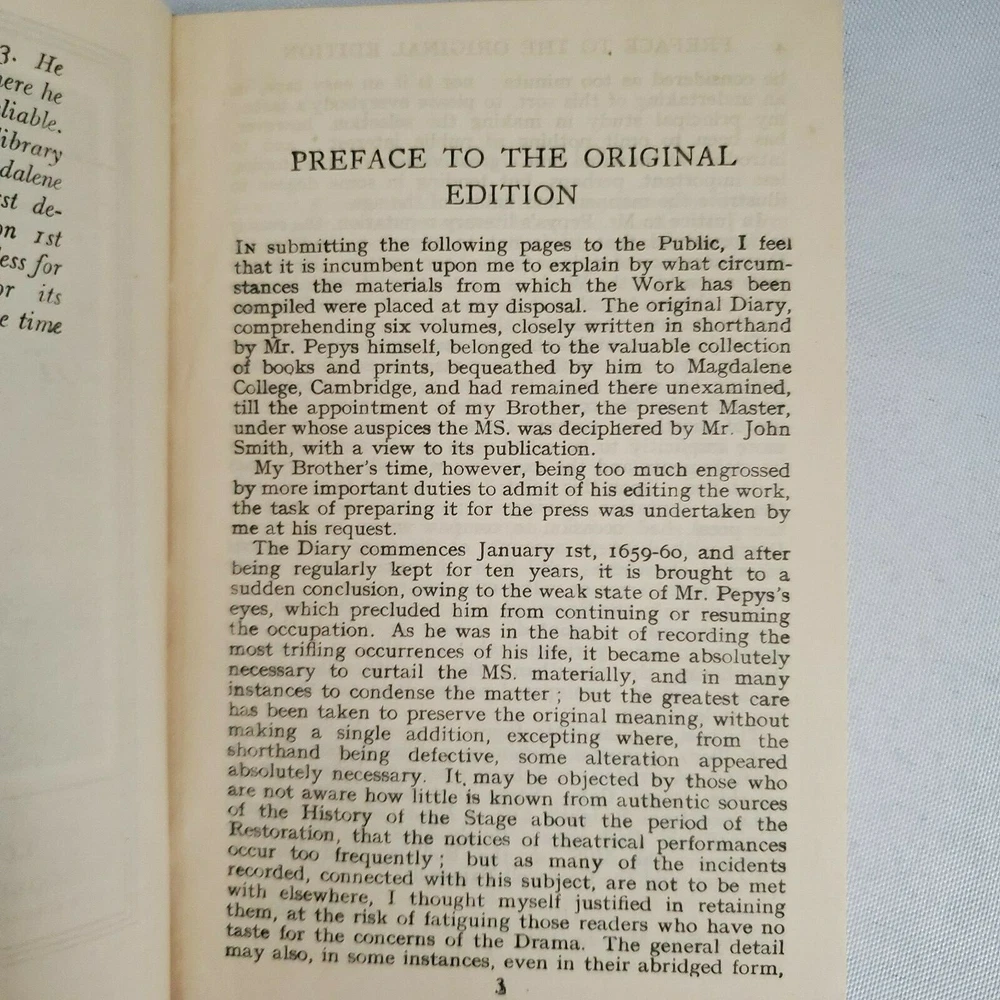 3. He
here he
liable.
library
dalene
st de-
on 1st
ess for
or its
e time
PREFACE TO THE ORIGINAL
EDITION
IN submitting the following pages to the Public, I feel
that it is incumbent upon me to explain by what circum-
stances the materials from which the Work has been
compiled were placed at my disposal. The original Diary,
comprehending six volumes, closely written in shorthand
by Mr. Pepys himself, belonged to the valuable collection
of books and prints, bequeathed by him to Magdalene
College, Cambridge, and had remained there unexamined,
till the appointment of my Brother, the present Master,
under whose auspices the MS. was deciphered by Mr. John
Smith, with a view to its publication.
My Brother's time, however, being too much engrossed
by more important duties to admit of his editing the work,
the task of preparing it for the press was undertaken by
me at his request.
The Diary commences January 1st, 1659-60, and after
being regularly kept for ten years, it is brought to a
sudden conclusion, owing to the weak state of Mr. Pepys's
eyes, which precluded him from continuing or resuming
the occupation. As he was in the habit of recording the
most trifling occurrences of his life, it became absolutely
necessary to curtail the MS. materially, and in many
instances to condense the matter; but the greatest care
has been taken to preserve the original meaning, without
making a single addition, excepting where, from the
shorthand being defective, some alteration appeared
absolutely necessary. It may be objected by those who
are not aware how little is known from authentic sources
of the History of the Stage about the period of the
Restoration, that the notices of theatrical performances
occur too frequently; but as many of the incidents
recorded, connected with this subject, are not to be met
with elsewhere, I thought myself justified in retaining
them, at the risk of fatiguing those readers who have no
taste for the concerns of the Drama. The general detail
may also, in some instances, even in their abridged form,
3